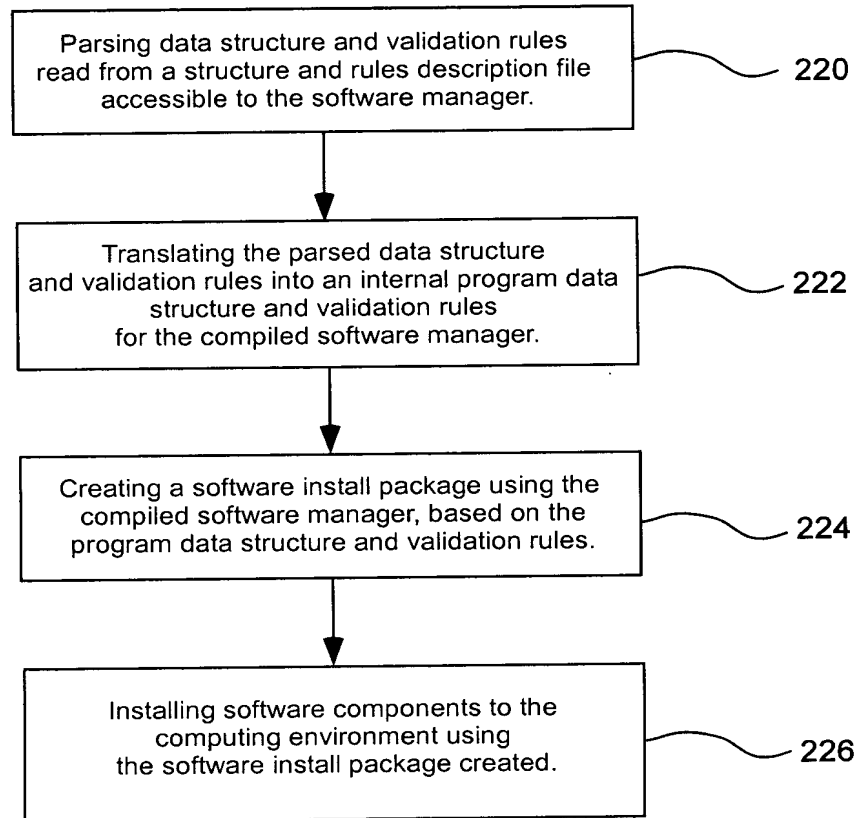 Parsing data structure and validation rules
read from a structure and rules description file
accessible to the software manager.
220
Translating the parsed data structure
and validation rules into an internal program data
structure and validation rules
for the compiled software manager.
222
Creating a software install package using the
compiled software manager, based on the
program data structure and validation rules.
224
Installing software components to the
computing environment using
the software install package created.
226